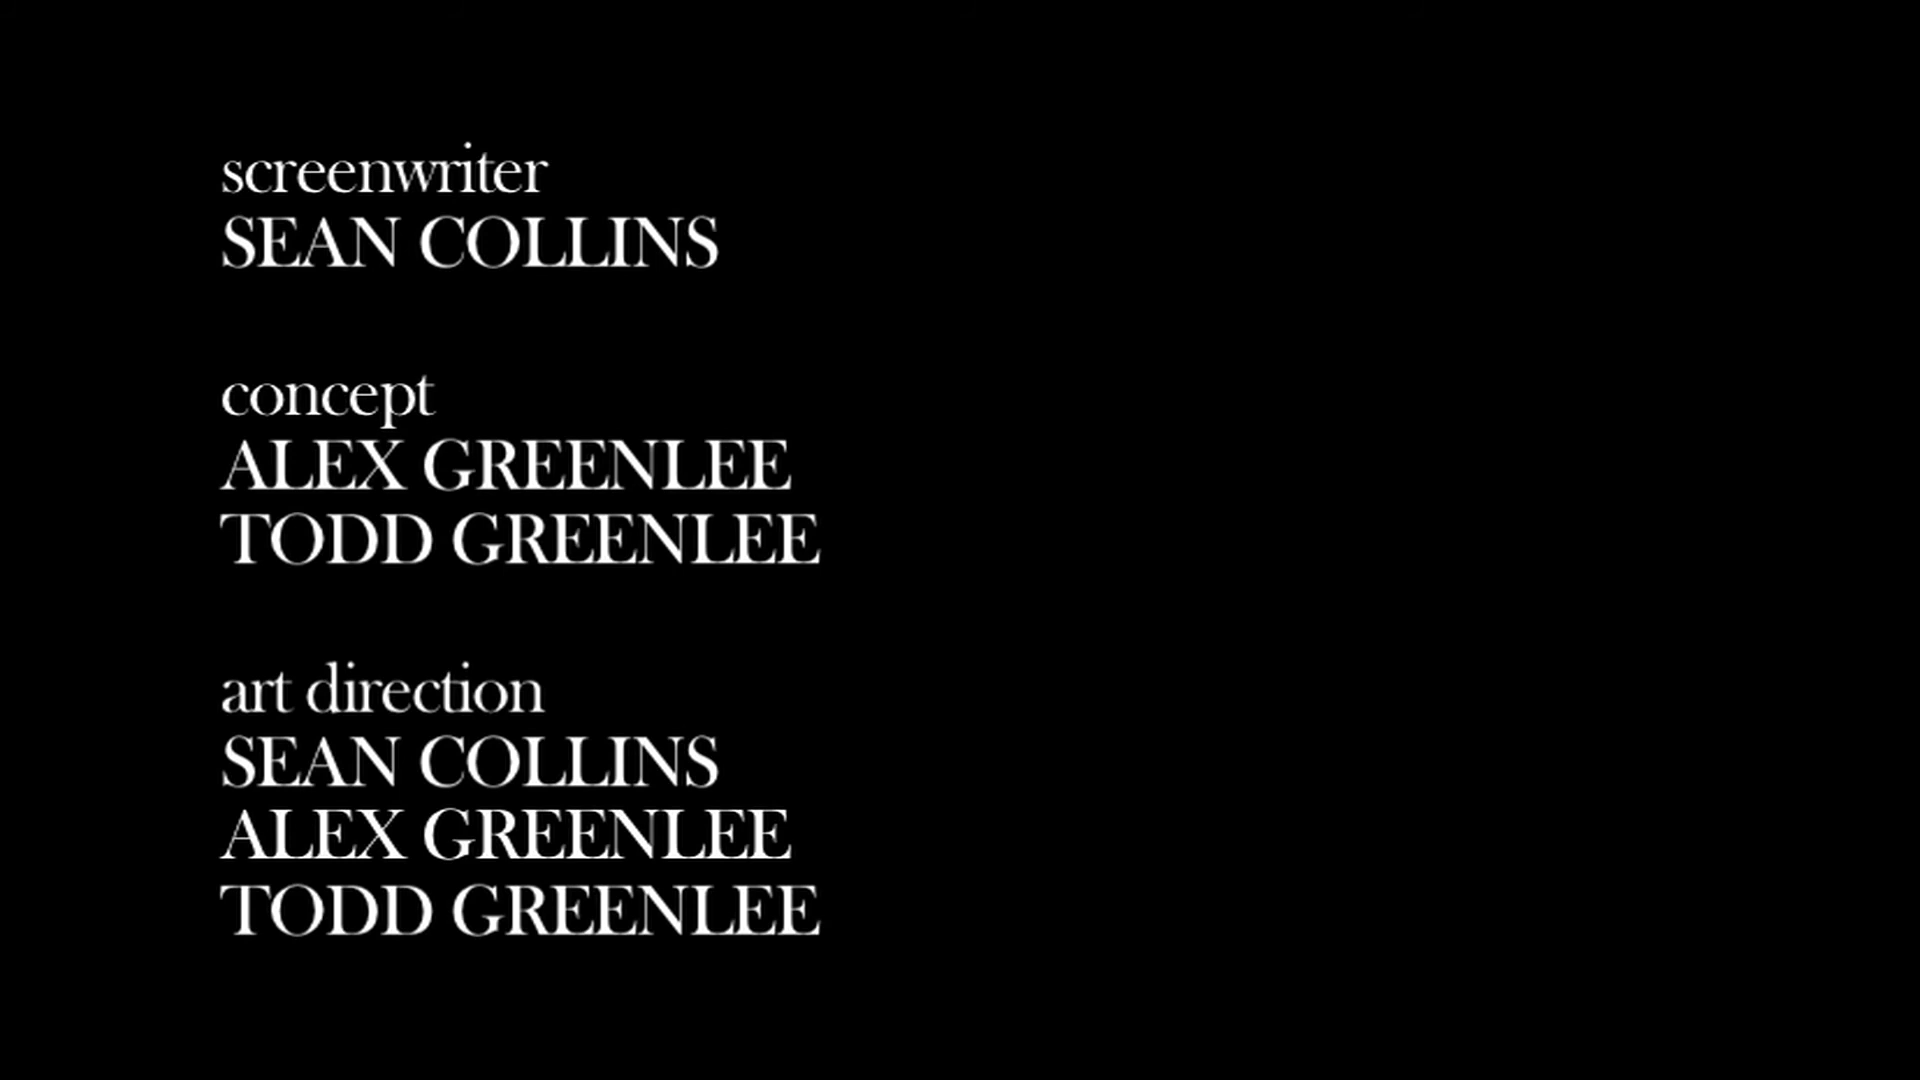 screenwriter
SEAN COLLINS
concept
ALEX GREENLEE
TODD GREENLEE
art direction
SEAN COLLINS
ALEX GREENLEE
TODD GREENLEE